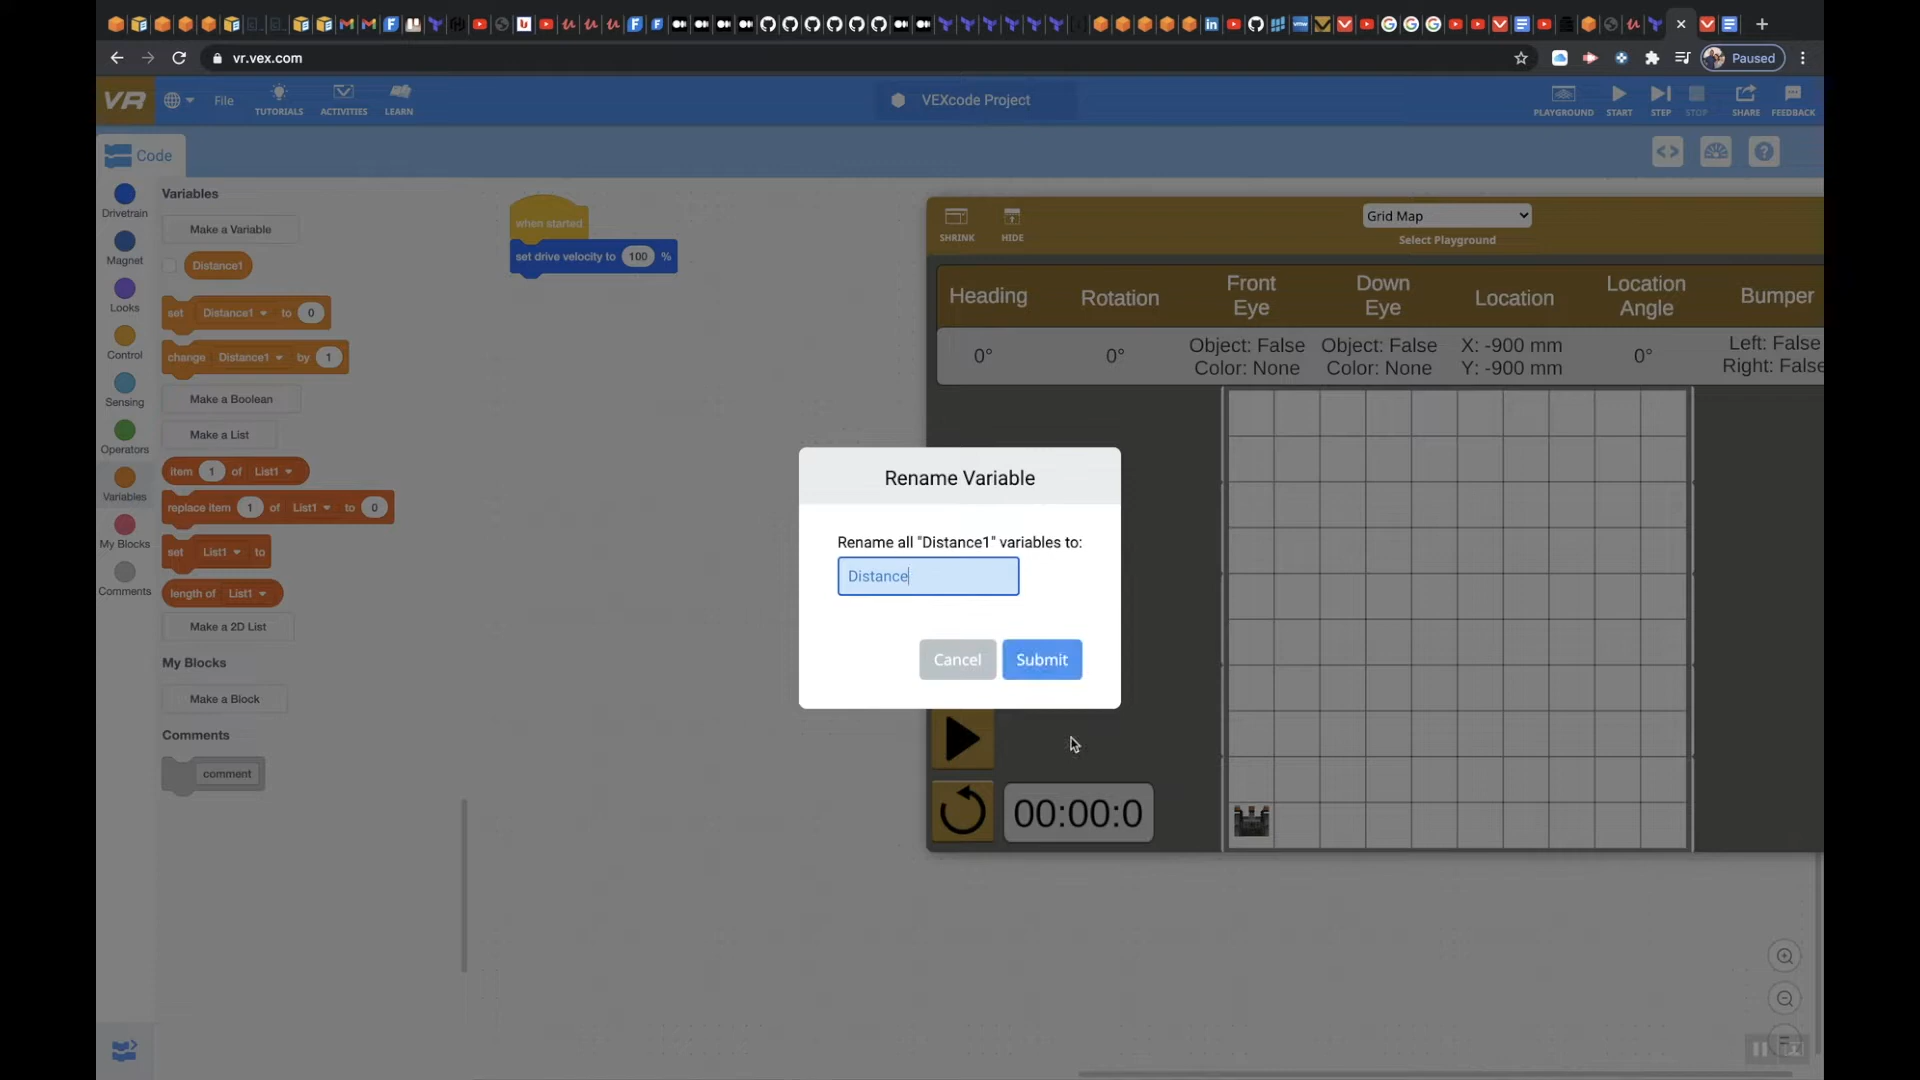 vr.vex.com
Paused
VR
File
TUTORIALS
ACTIVITIES
LEARN
VEXcode Project
PLAYGROUND
START
STEP
STOP
SHARE
FEEDBACK
Code
Drivetrain
Magnet
Looks
Control
Sensing
Operators
Variables
My Blocks
Comments
Variables
Make a Variable
Distance1
set Distance1 to 0
change Distance1 by 1
Make a Boolean
Make a List
item 1 of List1
replace item 1 of List1 to 0
set List1 to
length of List1
Make a 2D List
My Blocks
Make a Block
Comments
comment
when started
set drive velocity to 100 %
SHRINK
HIDE
Grid Map
Select Playground
Heading
Rotation
Front
Eye
Down
Eye
Location
Location
Angle
Bumper
0°
0°
Object: False
Color: None
Object: False
Color: None
X: -900 mm
Y: -900 mm
0°
Left: False
Right: False
Rename Variable
Rename all "Distance1" variables to:
Distance
Cancel
Submit
00:00:0